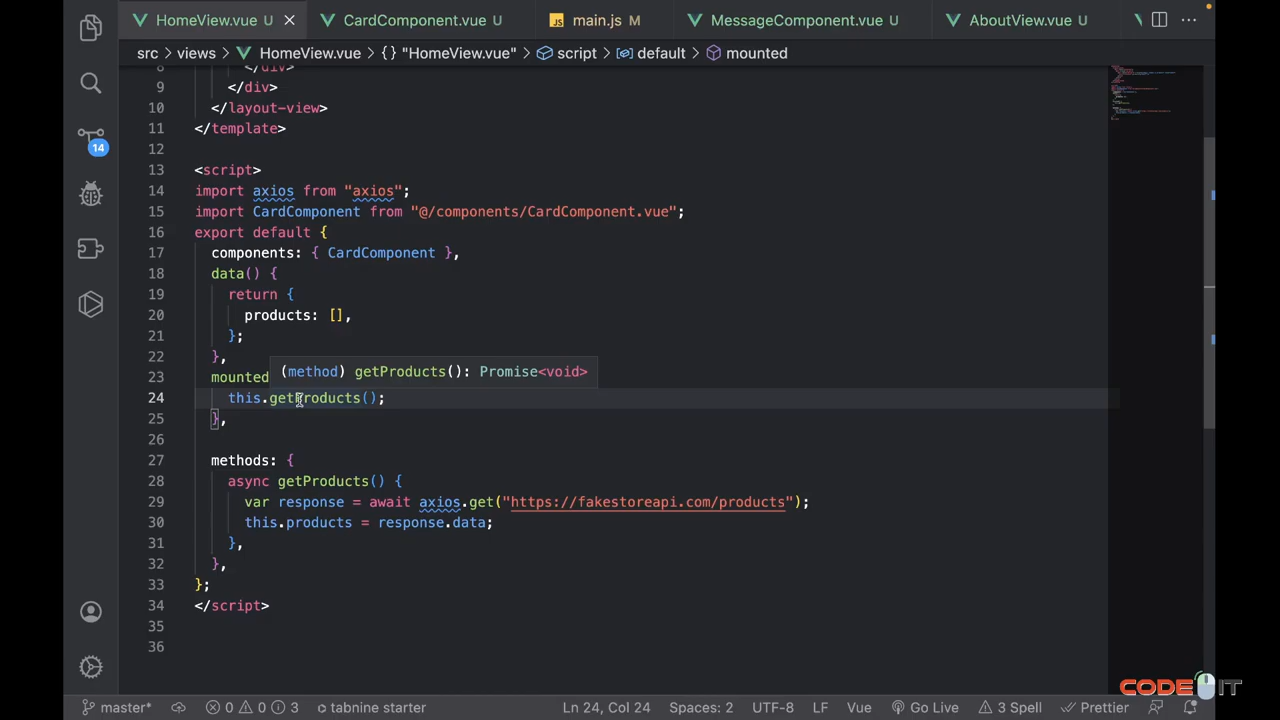 HomeView.vue U
CardComponent.vue U
JS main.js M
MessageComponent.vue U
AboutView.vue U
src > views > HomeView.vue > {} "HomeView.vue" > script > default > mounted
8 </div>
9 </div>
10 </layout-view>
11 </template>
12
13 <script>
14 import axios from "axios";
15 import CardComponent from "@/components/CardComponent.vue";
16 export default {
17 components: { CardComponent },
18 data() {
19 return {
20 products: [],
21 };
22 },
(method) getProducts(): Promise<void>
23 mounted
24 this.getProducts();
25 },
26
27 methods: {
28 async getProducts() {
29 var response = await axios.get("https://fakestoreapi.com/products");
30 this.products = response.data;
31 },
32 },
33 };
34 </script>
35
36
14
CODE IT
master* 0 0 3 tabnine starter Ln 24, Col 24 Spaces: 2 UTF-8 LF Vue Go Live 3 Spell Prettier